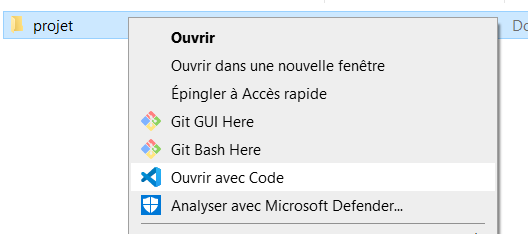 projet
Do
Ouvrir
Ouvrir dans une nouvelle fenêtre
Épingler à Accès rapide
Git GUI Here
Git Bash Here
Ouvrir avec Code
Analyser avec Microsoft Defender...